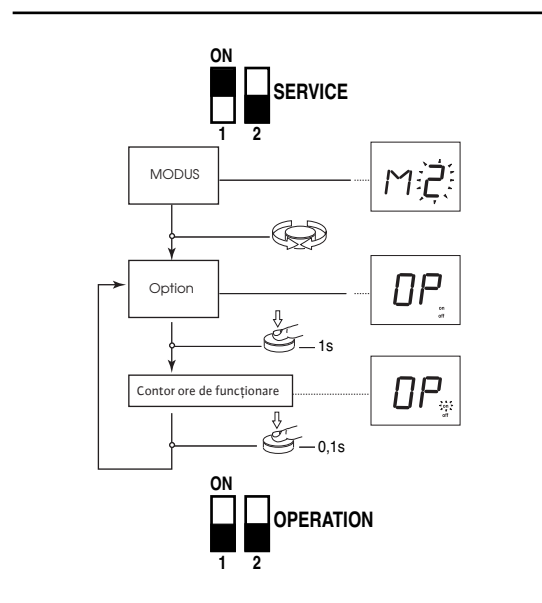 ON
SERVICE
1 2
MODUS
M2
Option
OP
on
off
1s
Contor ore de funcționare
OP
on
off
0,1s
ON
OPERATION
1 2